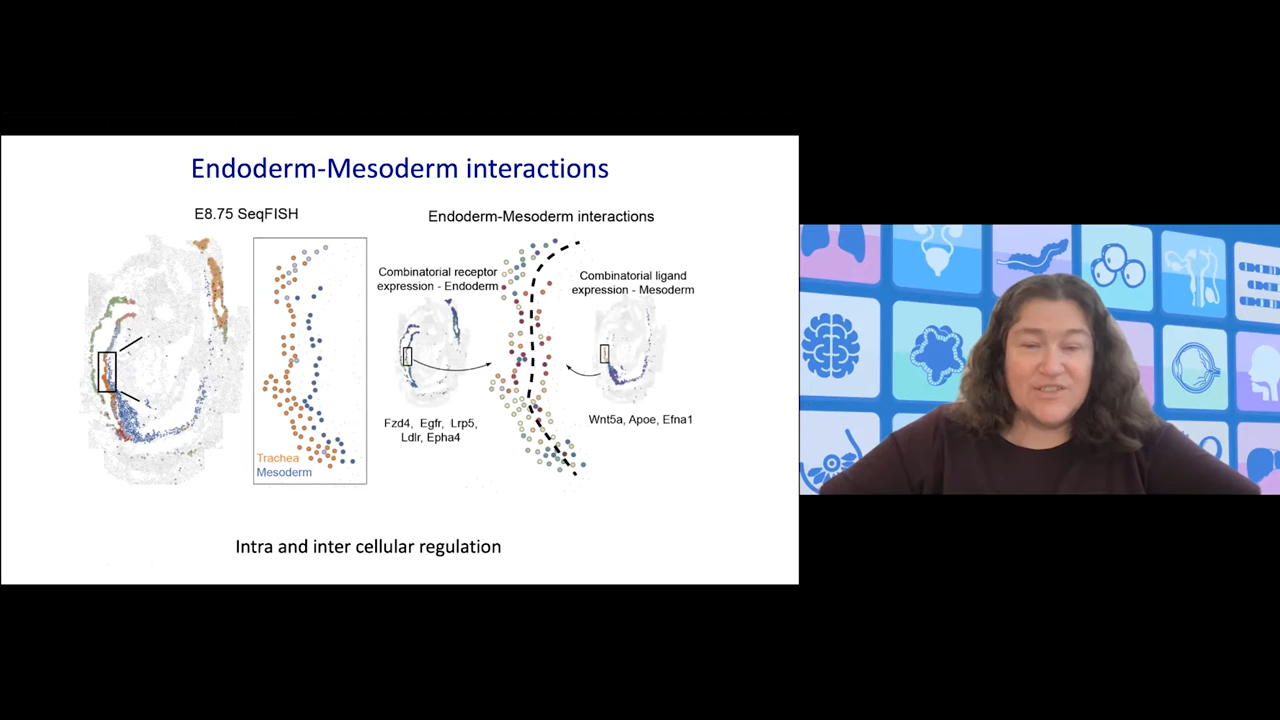 Endoderm-Mesoderm interactions
E8.75 SeqFISH
Endoderm-Mesoderm interactions
Combinatorial receptor
expression - Endoderm
Combinatorial ligand
expression - Mesoderm
Fzd4, Egfr, Lrp5,
Ldlr, Epha4
Wnt5a, Apoe, Efna1
Trachea
Mesoderm
Intra and inter cellular regulation